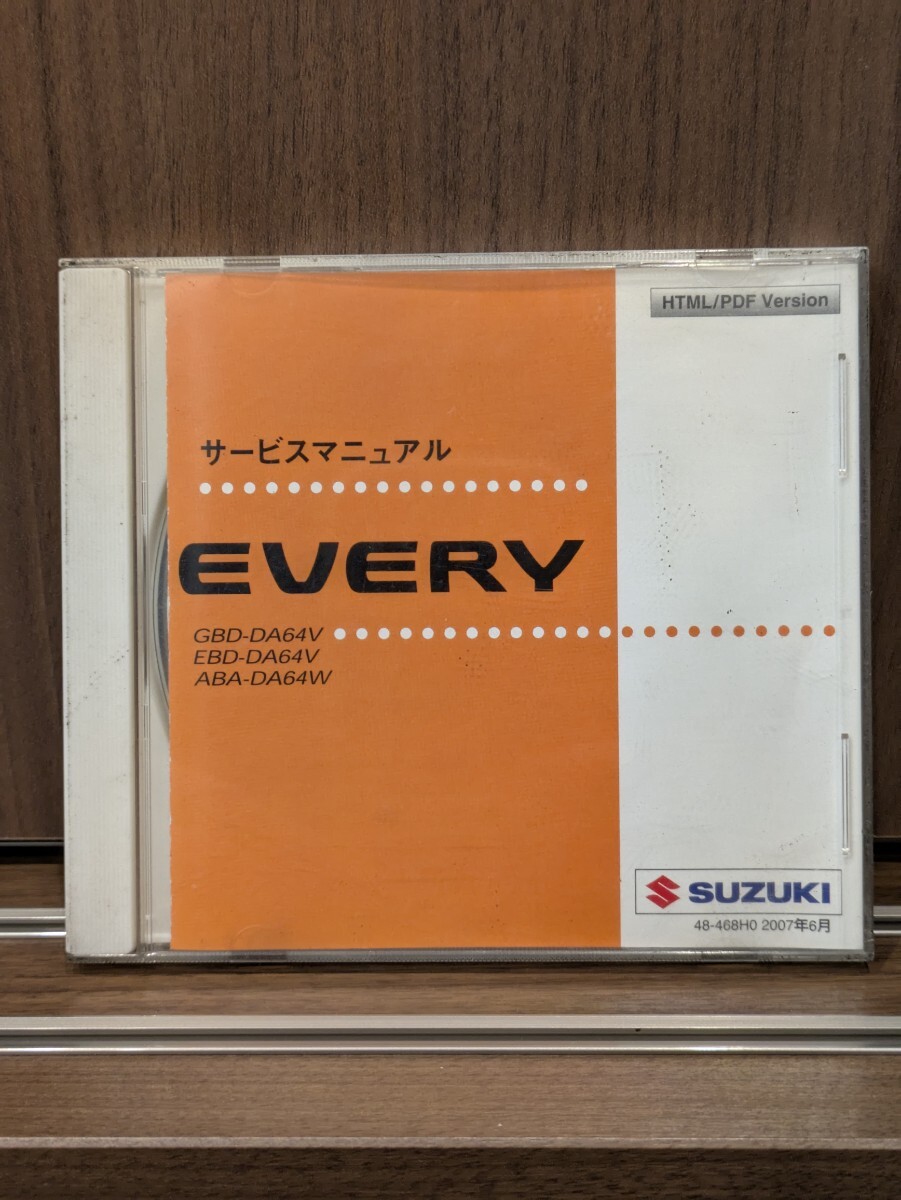 HTML/PDF Version
サービスマニュアル
EVERY
GBD-DA64V
EBD-DA64V
ABA-DA64W
SUZUKI
48-468H0 2007年6月